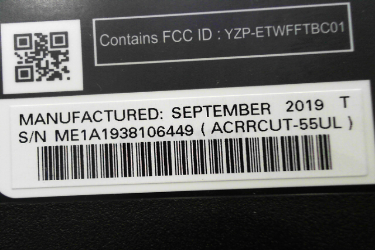 Contains FCC ID : YZP-ETWFFTBC01
MANUFACTURED: SEPTEMBER 2019 T
S/N ME1A1938106449 ( ACRRCUT-55UL )